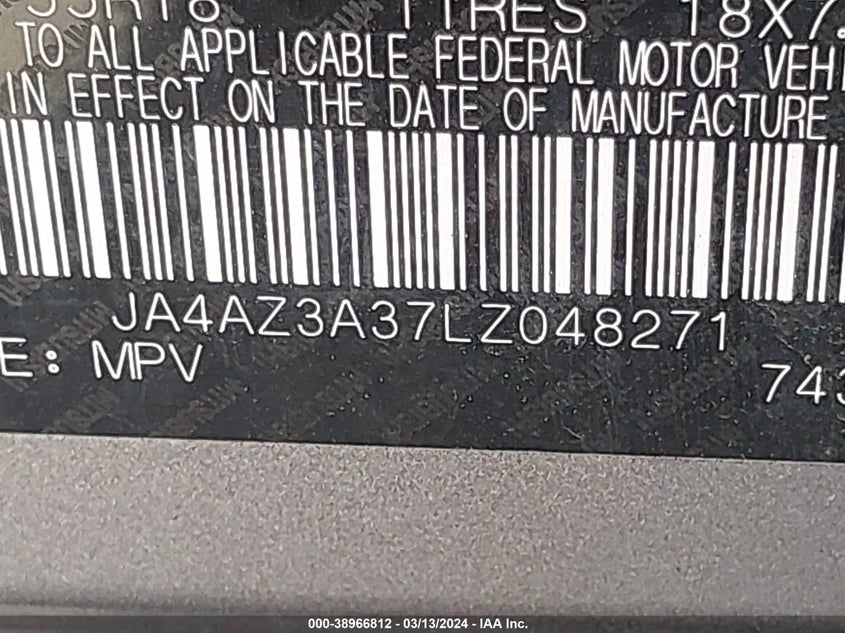 TIRES 18X7.
TO ALL APPLICABLE FEDERAL MOTOR VEHI
IN EFFECT ON THE DATE OF MANUFACTURE
JA4AZ3A37LZ048271
E: MPV
743
000-38966812 - 03/13/2024 - IAA Inc.